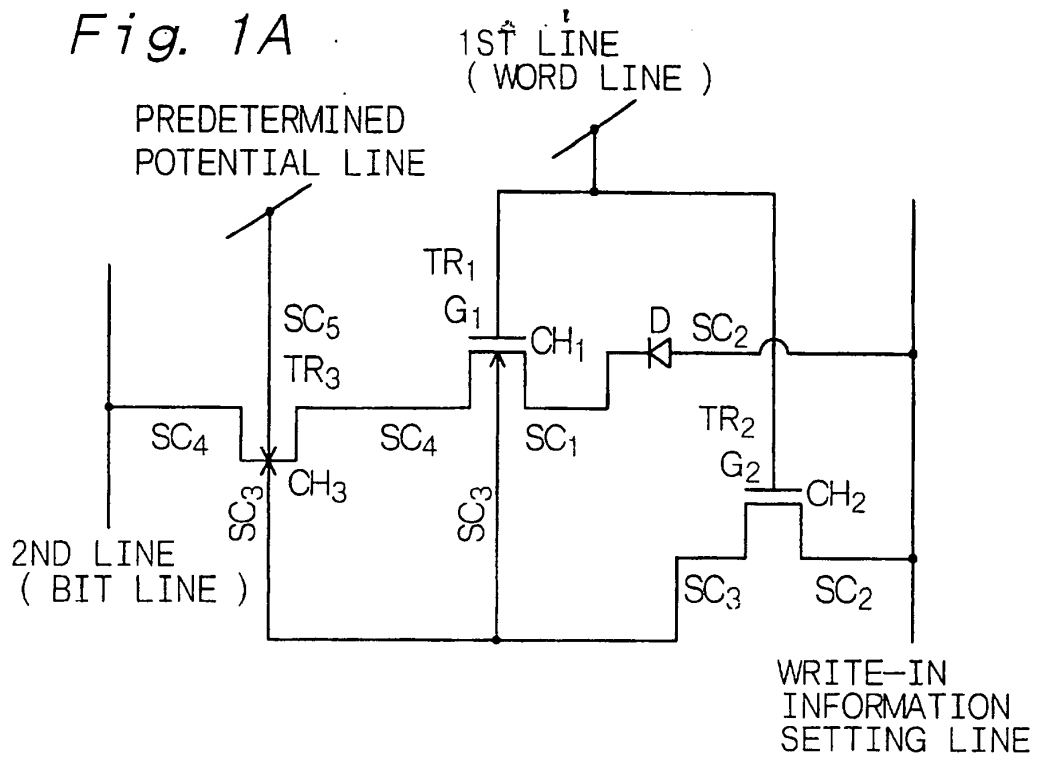 Fig. 1A
1ST LINE
( WORD LINE )
PREDETERMINED
POTENTIAL LINE
TR1
G1
CH1
D
SC2
SC5
TR3
SC4
SC4
SC1
TR2
G2
CH2
CH3
SC3
SC3
2ND LINE
( BIT LINE )
SC3
SC2
WRITE-IN
INFORMATION
SETTING LINE